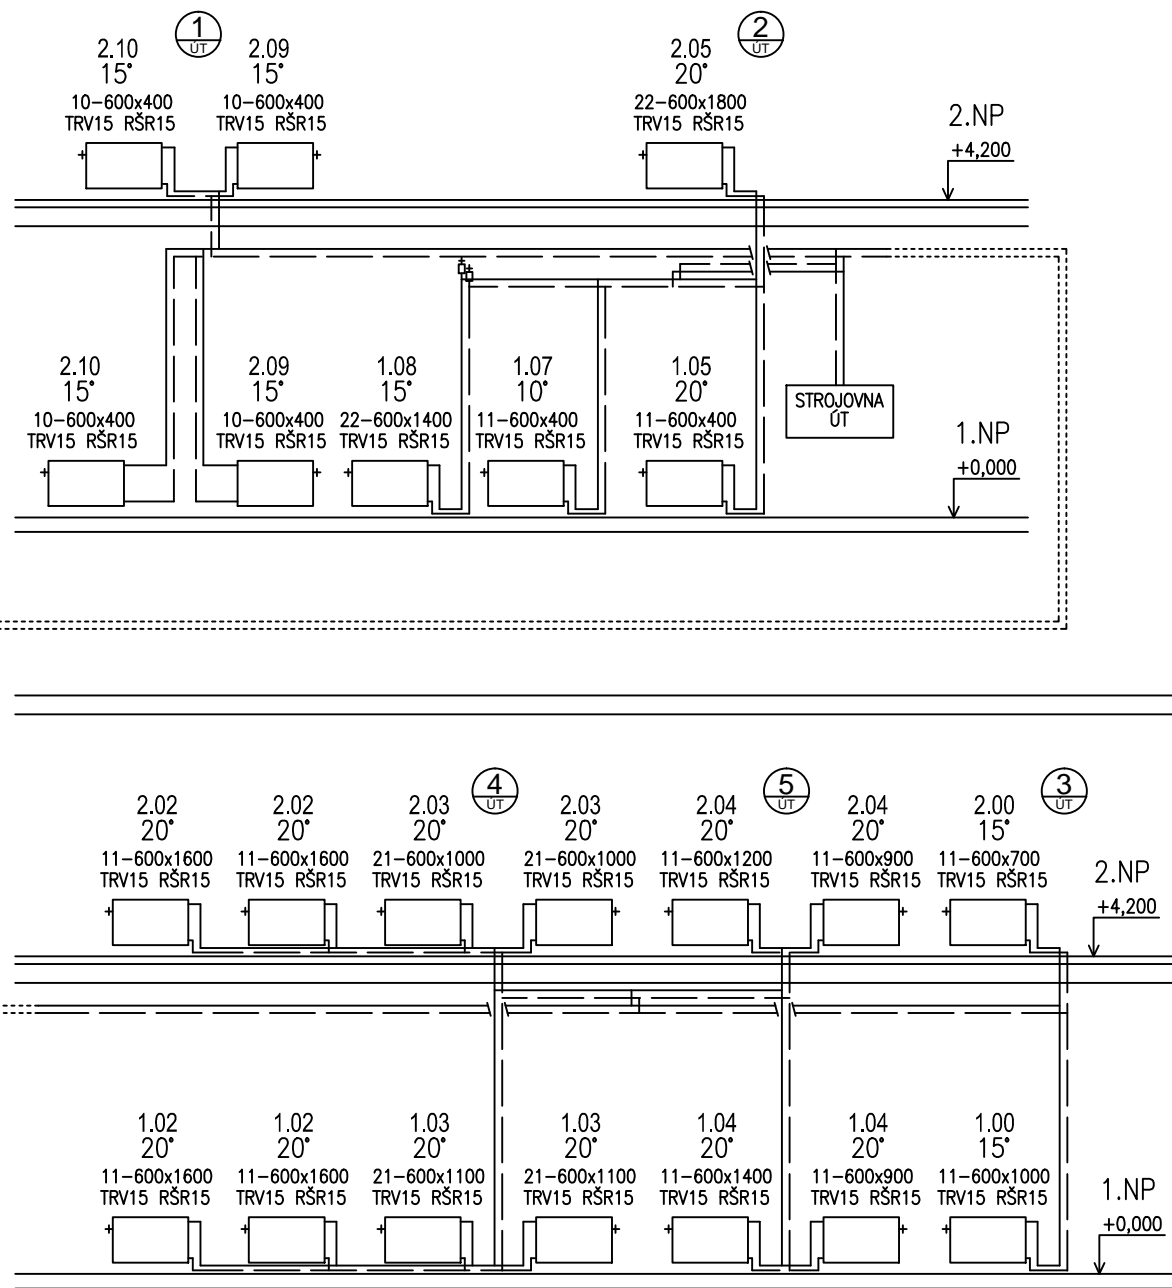 1
ÚT
2
ÚT
2.10
15°
10-600x400
TRV15 RŠR15
2.09
15°
10-600x400
TRV15 RŠR15
2.05
20°
22-600x1800
TRV15 RŠR15
2.NP
+4,200
2.10
15°
10-600x400
TRV15 RŠR15
2.09
15°
10-600x400
TRV15 RŠR15
1.08
15°
22-600x1400
TRV15 RŠR15
1.07
10°
11-600x400
TRV15 RŠR15
1.05
20°
11-600x400
TRV15 RŠR15
STROJOVNA
ÚT
1.NP
+0,000
4
ÚT
5
ÚT
3
ÚT
2.02
20°
11-600x1600
TRV15 RŠR15
2.02
20°
11-600x1600
TRV15 RŠR15
2.03
20°
21-600x1000
TRV15 RŠR15
2.03
20°
21-600x1000
TRV15 RŠR15
2.04
20°
11-600x1200
TRV15 RŠR15
2.04
20°
11-600x900
TRV15 RŠR15
2.00
15°
11-600x700
TRV15 RŠR15
2.NP
+4,200
1.02
20°
11-600x1600
TRV15 RŠR15
1.02
20°
11-600x1600
TRV15 RŠR15
1.03
20°
21-600x1100
TRV15 RŠR15
1.03
20°
21-600x1100
TRV15 RŠR15
1.04
20°
11-600x1400
TRV15 RŠR15
1.04
20°
11-600x900
TRV15 RŠR15
1.00
15°
11-600x1000
TRV15 RŠR15
1.NP
+0,000